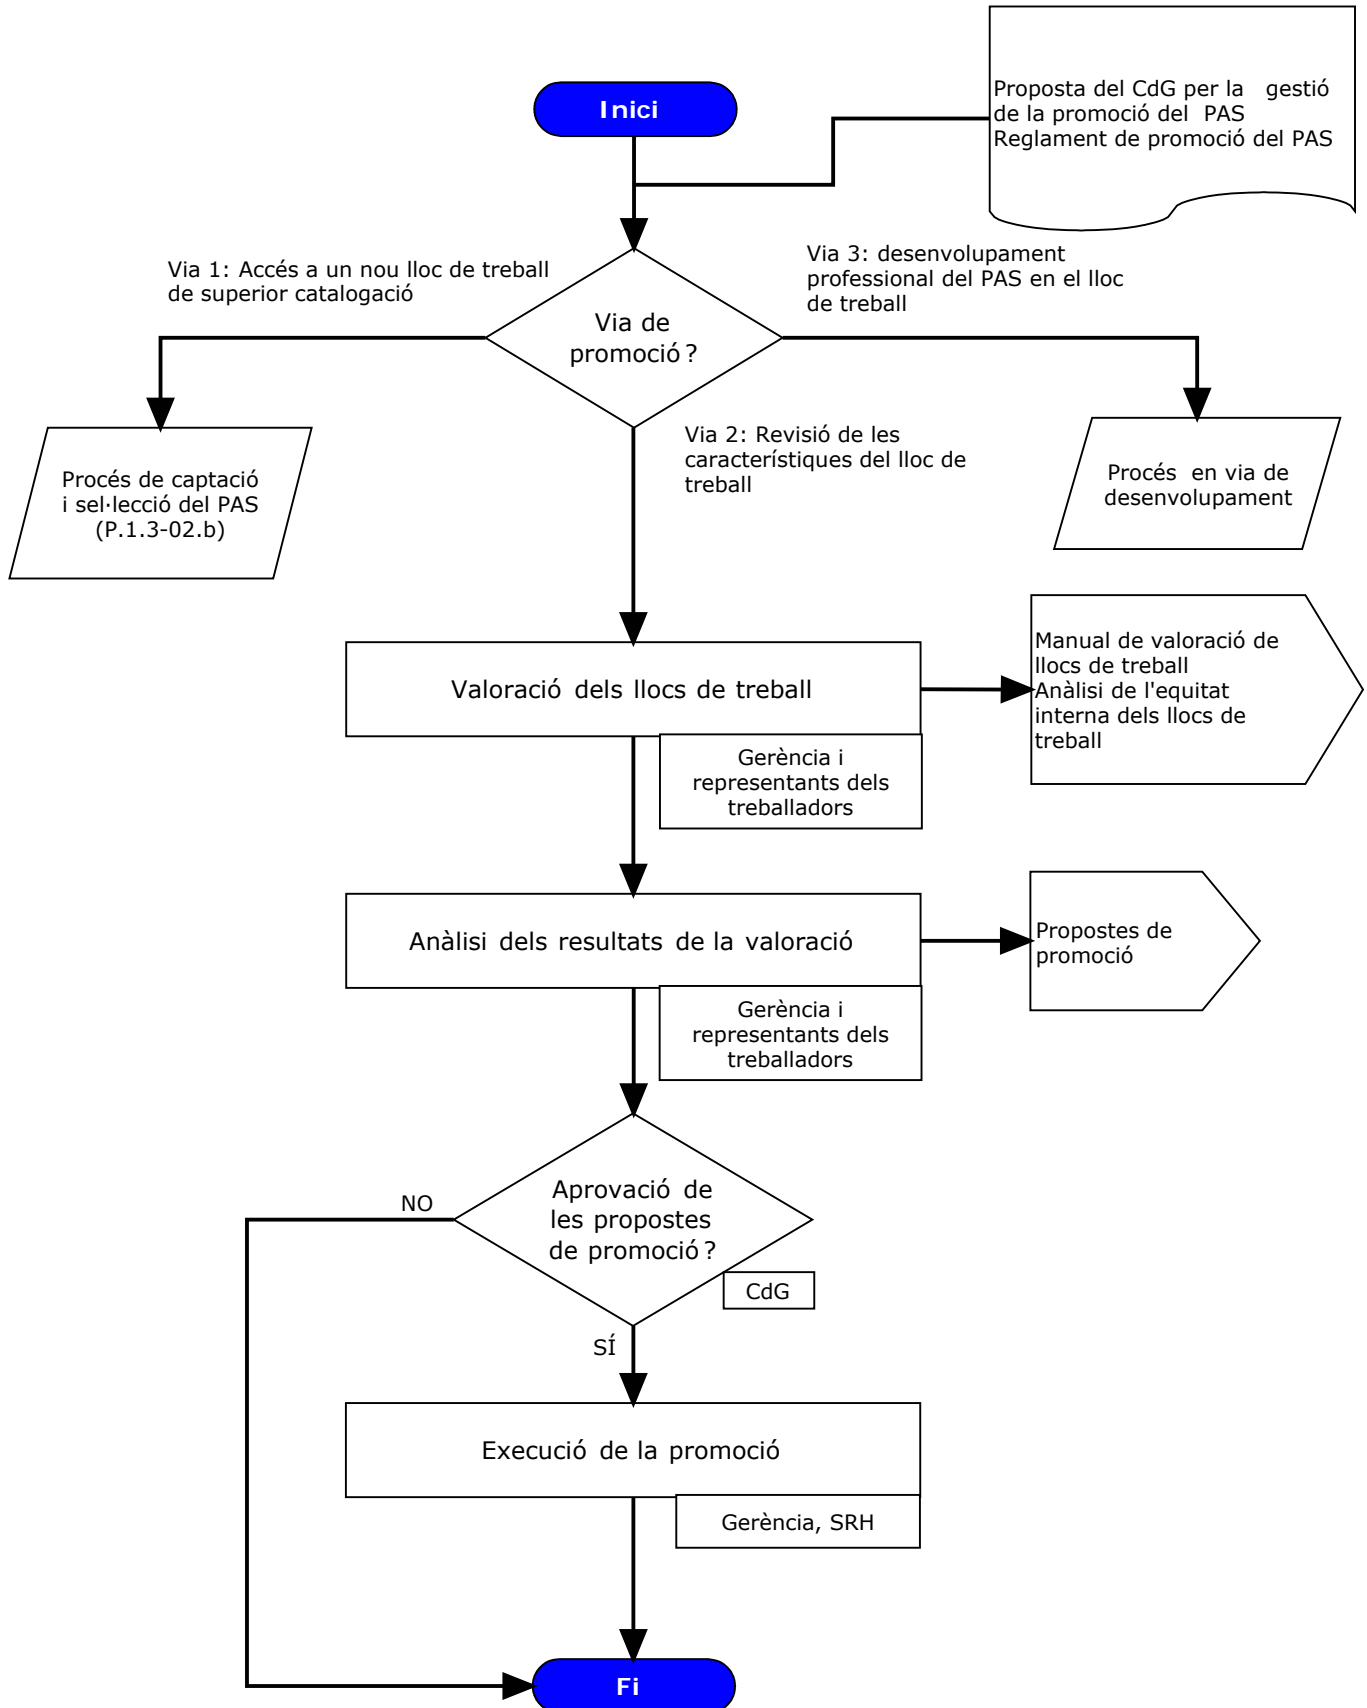 Inici
Proposta del CdG per la gestió
de la promoció del PAS
Reglament de promoció del PAS
Via 1: Accés a un nou lloc de treball
de superior catalogació
Via 3: desenvolupament
professional del PAS en el lloc
de treball
Via de
promoció?
Via 2: Revisió de les
característiques del lloc de
treball
Procés de captació
i sel·lecció del PAS
(P.1.3-02.b)
Procés en via de
desenvolupament
Valoració dels llocs de treball
Gerència i
representants dels
treballadors
Manual de valoració de
llocs de treball
Anàlisi de l'equitat
interna dels llocs de
treball
Anàlisi dels resultats de la valoració
Gerència i
representants dels
treballadors
Propostes de
promoció
Aprovació de
les propostes
de promoció?
NO
CdG
SÍ
Execució de la promoció
Gerència, SRH
Fi